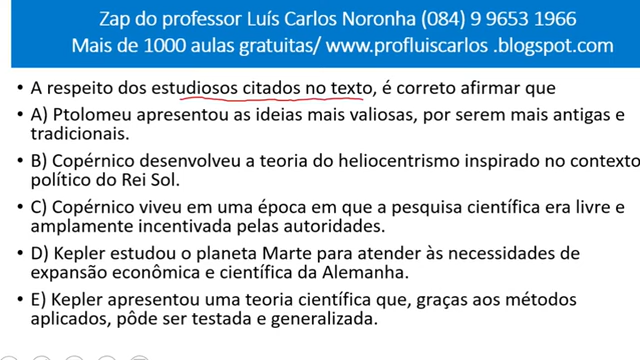 Zap do professor Luís Carlos Noronha (084) 9 9653 1966
Mais de 1000 aulas gratuitas/ www.profluiscarlos .blogspot.com
• A respeito dos estudiosos citados no texto, é correto afirmar que
• A) Ptolomeu apresentou as ideias mais valiosas, por serem mais antigas e
tradicionais.
• B) Copérnico desenvolveu a teoria do heliocentrismo inspirado no contexto
político do Rei Sol.
• C) Copérnico viveu em uma época em que a pesquisa científica era livre e
amplamente incentivada pelas autoridades.
• D) Kepler estudou o planeta Marte para atender às necessidades de
expansão econômica e científica da Alemanha.
• E) Kepler apresentou uma teoria científica que, graças aos métodos
aplicados, pôde ser testada e generalizada.